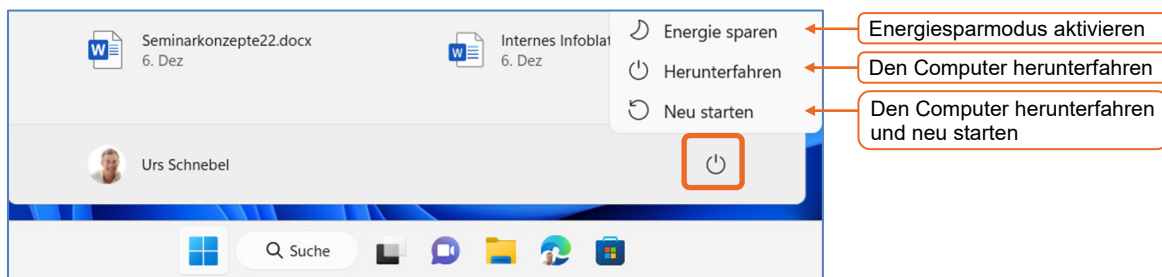 Seminarkonzepte22.docx
6. Dez
Internes Infoblat
6. Dez
Energie sparen
Herunterfahren
Neu starten
Energiesparmodus aktivieren
Den Computer herunterfahren
Den Computer herunterfahren
und neu starten
Urs Schnebel
Suche